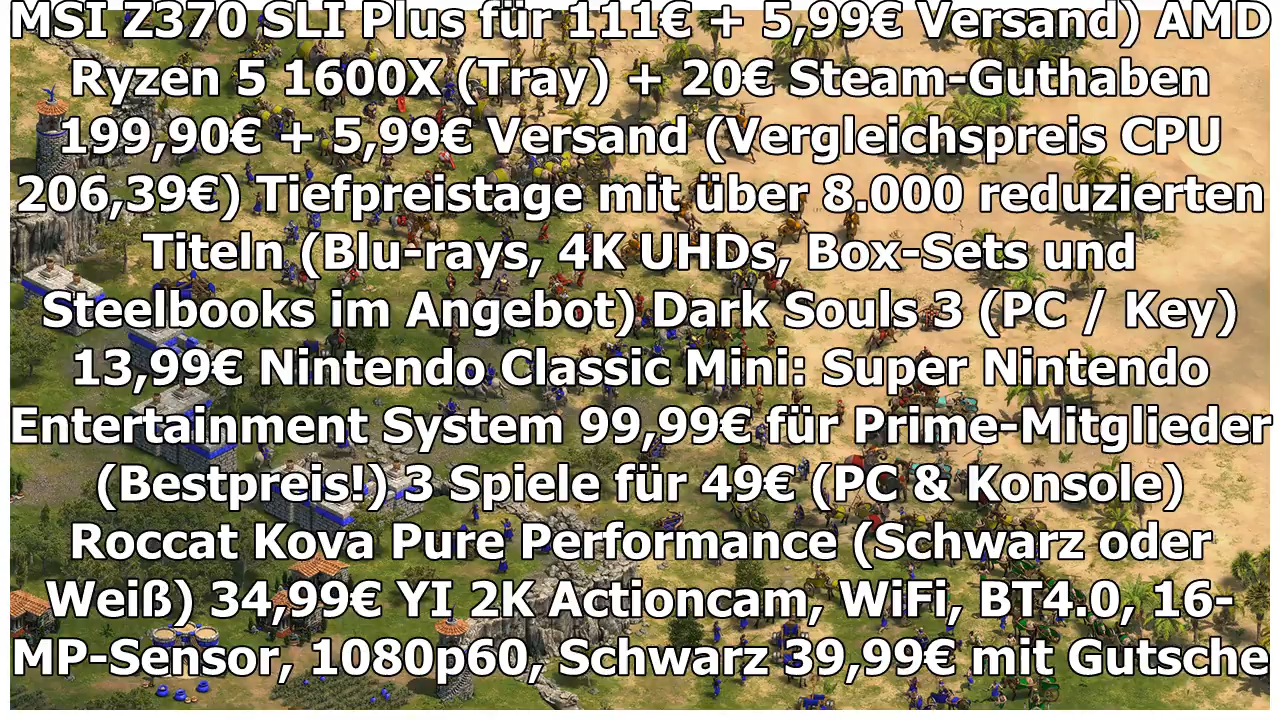 MSI Z370 SLI Plus für 111€ + 5,99€ Versand) AMD
Ryzen 5 1600X (Tray) + 20€ Steam-Guthaben
199,90€ + 5,99€ Versand (Vergleichspreis CPU
206,39€) Tiefpreistage mit über 8.000 reduzierten
Titeln (Blu-rays, 4K UHDs, Box-Sets und
Steelbooks im Angebot) Dark Souls 3 (PC / Key)
13,99€ Nintendo Classic Mini: Super Nintendo
Entertainment System 99,99€ für Prime-Mitglieder
(Bestpreis!) 3 Spiele für 49€ (PC & Konsole)
Roccat Kova Pure Performance (Schwarz oder
Weiß) 34,99€ YI 2K Actioncam, WiFi, BT4.0, 16-
MP-Sensor, 1080p60, Schwarz 39,99€ mit Gutsche